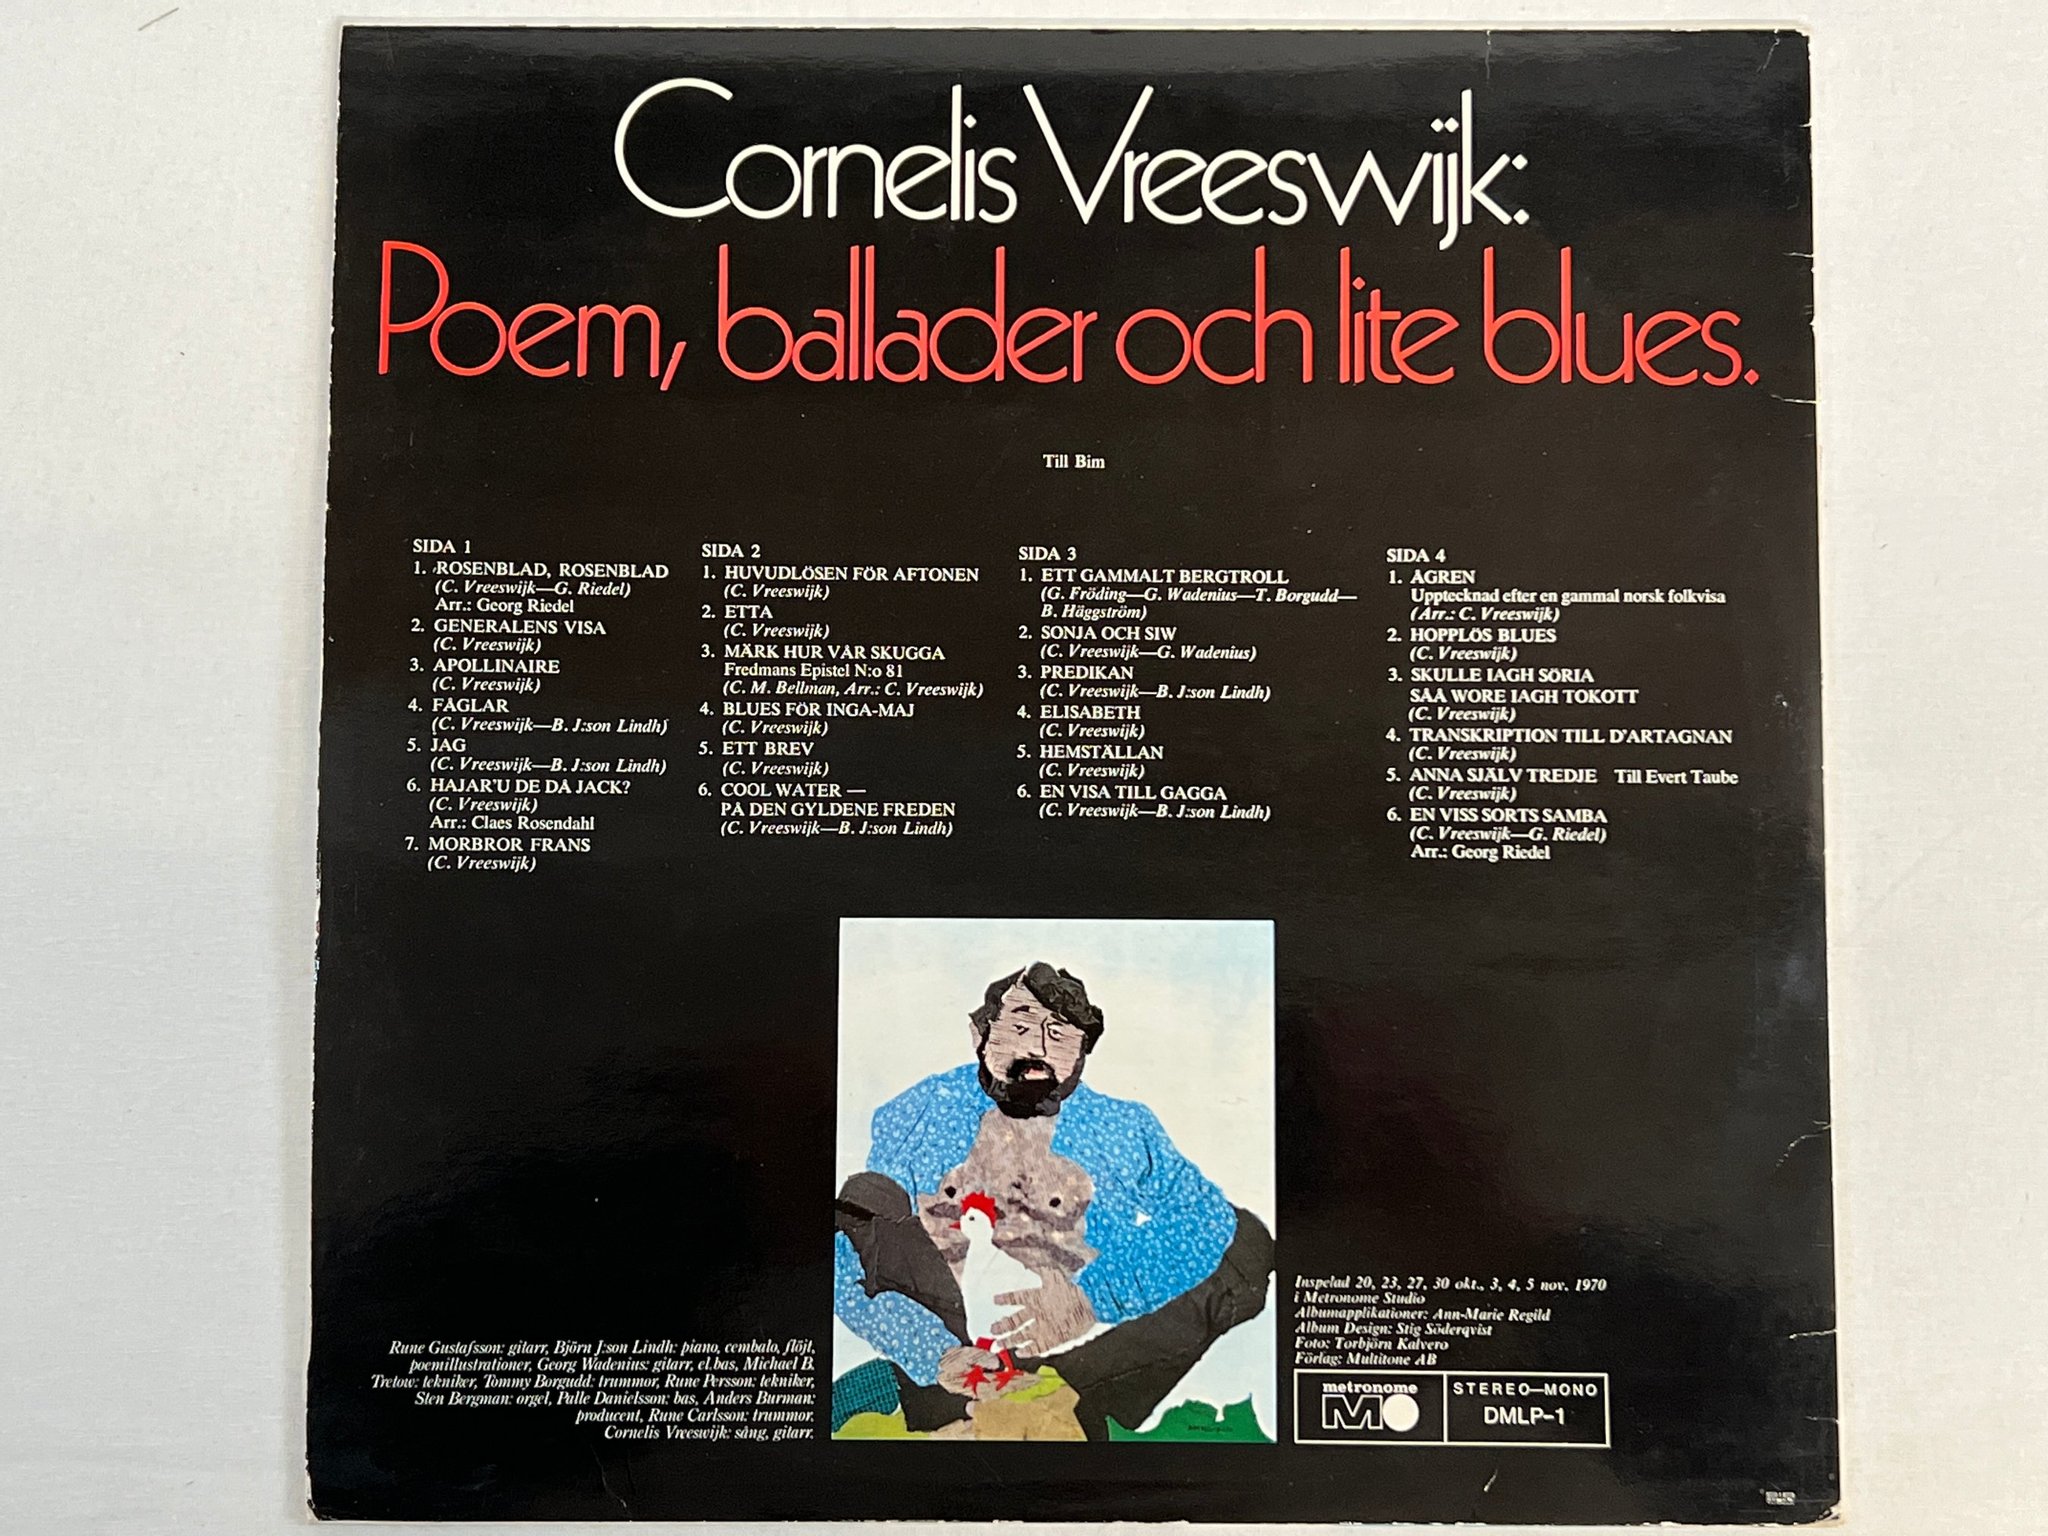 Cornelis Vreeswijk:
Poem, ballader och lite blues.
Till Bim
SIDA 1
1. ROSENBLAD, ROSENBLAD
(C. Vreeswijk—G. Riedel)
Arr.: Georg Riedel
2. GENERALENS VISA
(C. Vreeswijk)
3. APOLLINAIRE
(C. Vreeswijk)
4. FÅGLAR
(C. Vreeswijk—B. J:son Lindh)
5. JAG
(C. Vreeswijk—B. J:son Lindh)
6. HAJAR'U DE DÅ JACK?
(C. Vreeswijk)
Arr.: Claes Rosendahl
7. MORBROR FRANS
(C. Vreeswijk)
SIDA 2
1. HUVUDLÖSEN FÖR AFTONEN
(C. Vreeswijk)
2. ETTA
(C. Vreeswijk)
3. MÄRK HUR VÅR SKUGGA
Fredmans Epistel N:o 81
(C. M. Bellman, Arr.: C. Vreeswijk)
4. BLUES FÖR INGA-MAJ
(C. Vreeswijk)
5. ETT BREV
(C. Vreeswijk)
6. COOL WATER —
PÅ DEN GYLDENE FREDEN
(C. Vreeswijk—B. J:son Lindh)
SIDA 3
1. ETT GAMMALT BERGTROLL
(G. Fröding—G. Wadenius—T. Borgudd—
B. Häggström)
2. SONJA OCH SIW
(C. Vreeswijk—G. Wadenius)
3. PREDIKAN
(C. Vreeswijk—B. J:son Lindh)
4. ELISABETH
(C. Vreeswijk)
5. HEMSTÄLLAN
(C. Vreeswijk)
6. EN VISA TILL GAGGA
(C. Vreeswijk—B. J:son Lindh)
SIDA 4
1. ÅGREN
Upptecknad efter en gammal norsk folkvisa
(Arr.: C. Vreeswijk)
2. HOPPLÖS BLUES
(C. Vreeswijk)
3. SKULLE IAGH SÖRIA
SÅÅ WORE IAGH TOKOTT
(C. Vreeswijk)
4. TRANSKRIPTION TILL D'ARTAGNAN
(C. Vreeswijk)
5. ANNA SJÄLV TREDJE Till Evert Taube
(C. Vreeswijk)
6. EN VISS SORTS SAMBA
(C. Vreeswijk—G. Riedel)
Arr.: Georg Riedel
Rune Gustafsson: gitarr, Björn J:son Lindh: piano, cembalo, flöjt,
poemillustrationer, Georg Wadenius: gitarr, el.bas, Michael B.
Tretow: tekniker, Tommy Borgudd: trummor, Rune Persson: tekniker,
Sten Bergman: orgel, Palle Danielsson: bas, Anders Burman:
producent, Rune Carlsson: trummor.
Cornelis Vreeswijk: sång, gitarr.
Inspelad 20, 23, 27, 30 okt., 3, 4, 5 nov. 1970
i Metronome Studio
Albumapplikationer: Ann-Marie Regild
Album Design: Stig Söderqvist
Foto: Torbjörn Kalvero
Förlag: Multitone AB
metronome
STEREO—MONO
DMLP-1